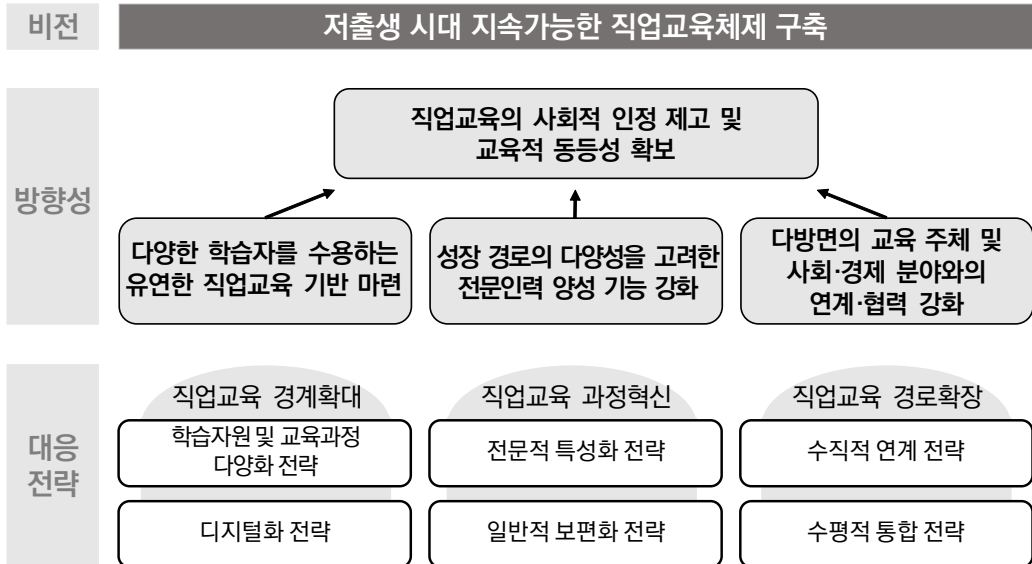 비전
저출생 시대 지속가능한 직업교육체제 구축
방향성
직업교육의 사회적 인정 제고 및
교육적 동등성 확보
다양한 학습자를 수용하는
유연한 직업교육 기반 마련
성장 경로의 다양성을 고려한
전문인력 양성 기능 강화
다방면의 교육 주체 및
사회·경제 분야와의
연계·협력 강화
대응
전략
직업교육 경계확대
학습자원 및 교육과정
다양화 전략
디지털화 전략
직업교육 과정혁신
전문적 특성화 전략
일반적 보편화 전략
직업교육 경로확장
수직적 연계 전략
수평적 통합 전략